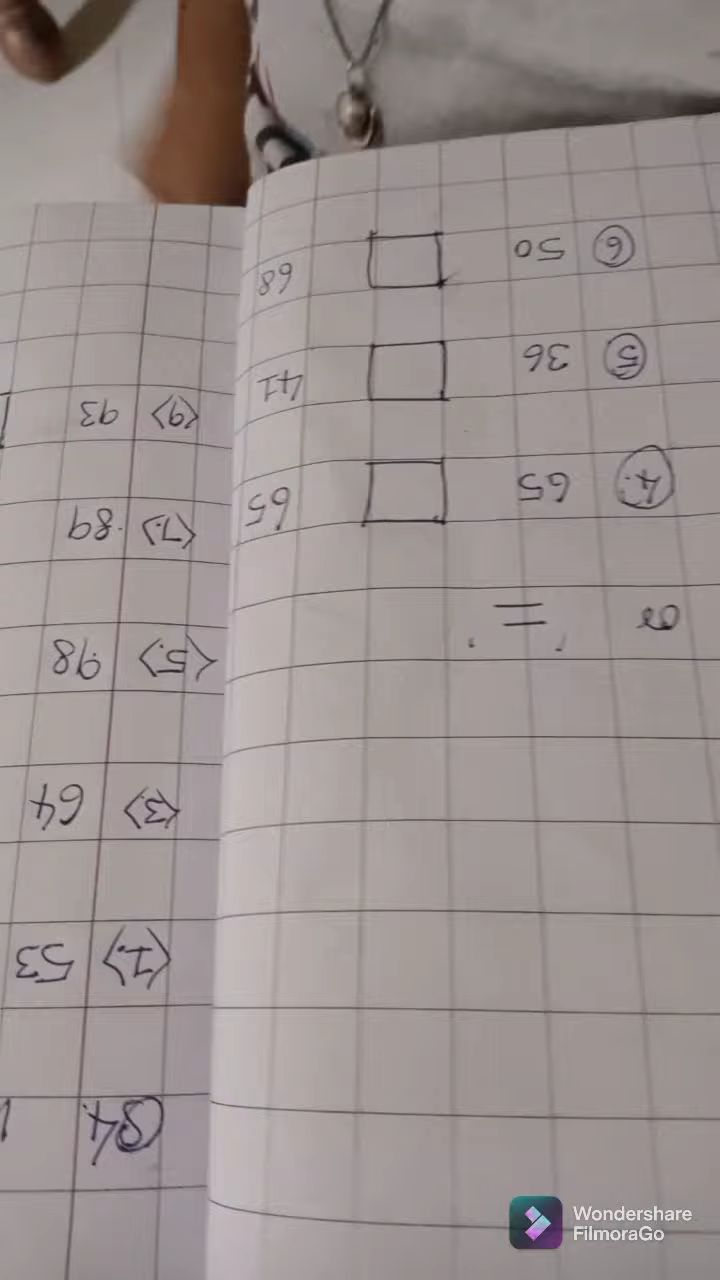 or '='.
4. 65 65
5 36 41
6 50 68
Q4.
<1.> 53
<3.> 64
<5.> 98
<7.> 89
<9> 93
Wondershare
FilmoraGo